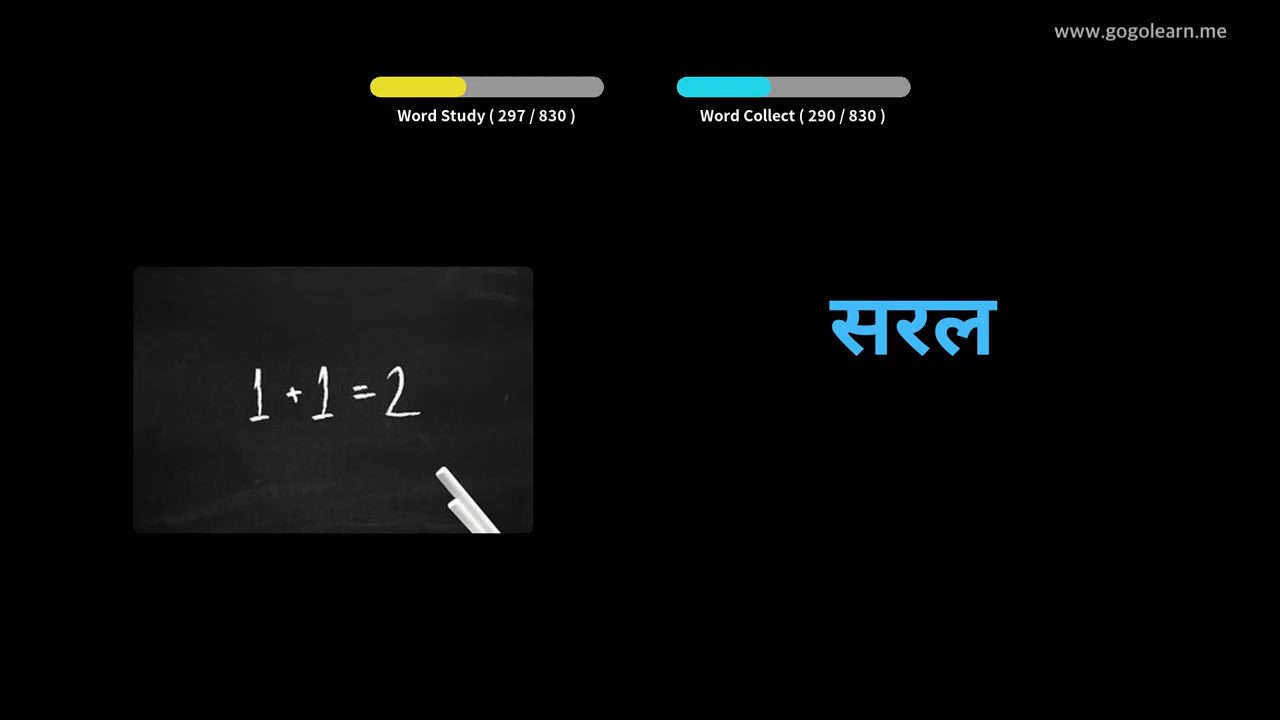 www.gogolearn.me
Word Study ( 297 / 830 )
Word Collect ( 290 / 830 )
सरल
1 + 1 = 2